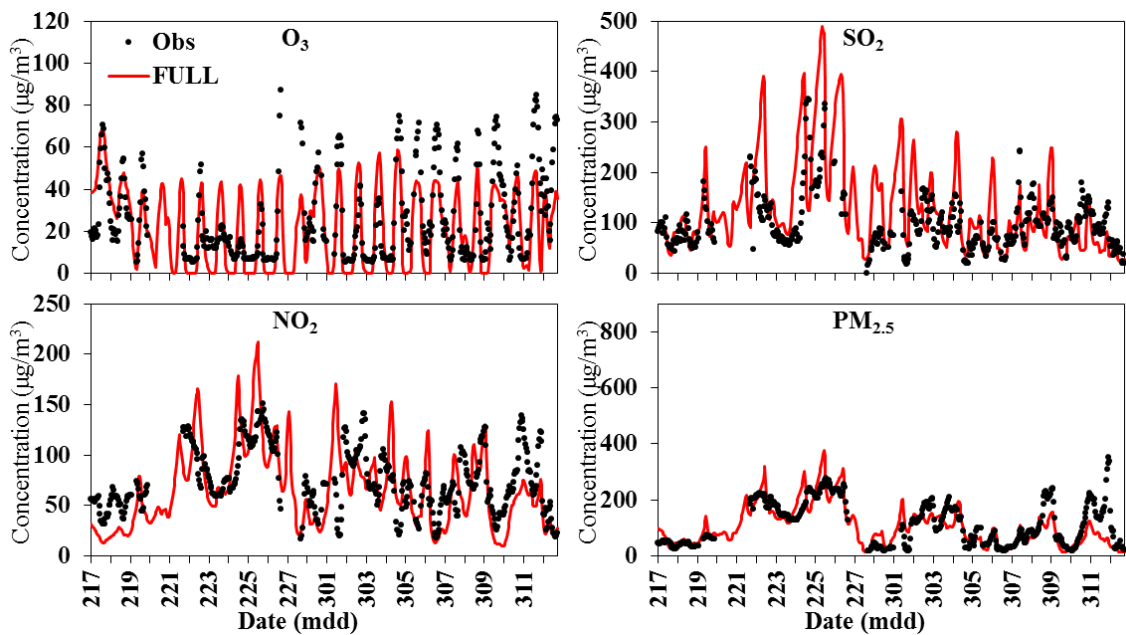 O3
Obs
FULL
120
100
80
60
40
20
0
Concentration (µg/m³)
SO2
500
400
300
200
100
0
Concentration (µg/m³)
NO2
250
200
150
100
50
0
Concentration (µg/m³)
217 219 221 223 225 227 301 303 305 307 309 311
Date (mdd)
PM2.5
800
600
400
200
0
Concentration (µg/m³)
217 219 221 223 225 227 301 303 305 307 309 311
Date (mdd)